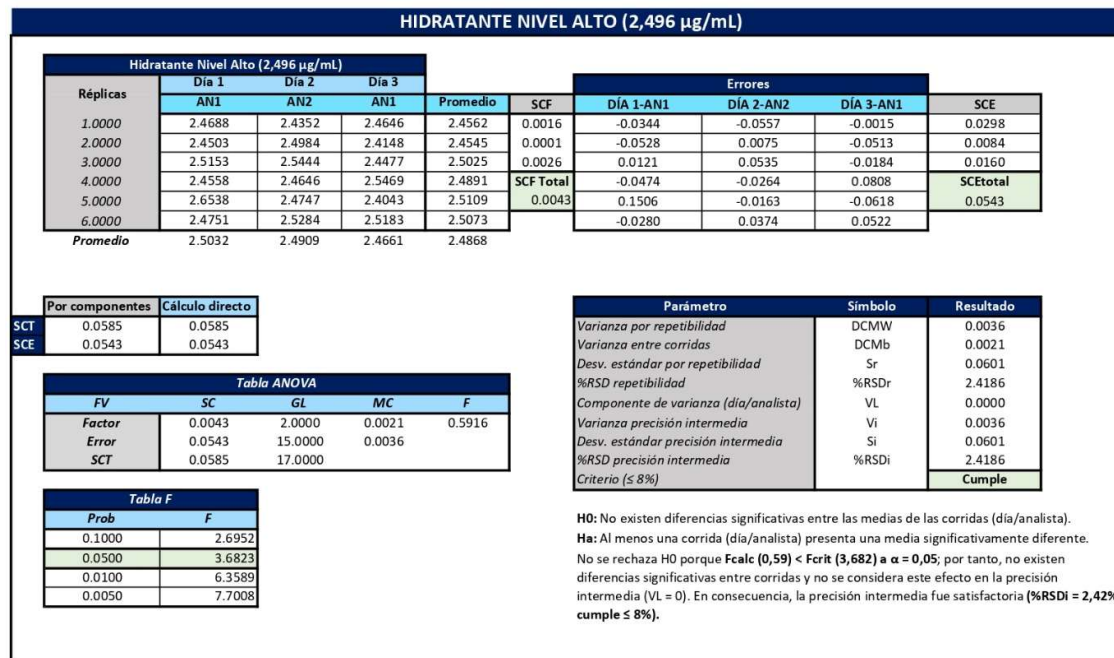 HIDRATANTE NIVEL ALTO (2,496 µg/mL)
Hidratante Nivel Alto (2,496 µg/mL)
Réplicas Día 1 Día 2 Día 3 Errores
AN1 AN2 AN1 Promedio SCF DÍA 1-AN1 DÍA 2-AN2 DÍA 3-AN1 SCE
1.0000 2.4688 2.4352 2.4646 2.4562 0.0016 -0.0344 -0.0557 -0.0015 0.0298
2.0000 2.4503 2.4984 2.4148 2.4545 0.0001 -0.0528 0.0075 -0.0513 0.0084
3.0000 2.5153 2.5444 2.4477 2.5025 0.0026 0.0121 0.0535 -0.0184 0.0160
4.0000 2.4558 2.4646 2.5469 2.4891 SCF Total -0.0474 -0.0264 0.0808 SCEtotal
5.0000 2.6538 2.4747 2.4043 2.5109 0.0043 0.1506 -0.0163 -0.0618 0.0543
6.0000 2.4751 2.5284 2.5183 2.5073 -0.0280 0.0374 0.0522
Promedio 2.5032 2.4909 2.4661 2.4868
Por componentes Cálculo directo
SCT 0.0585 0.0585
SCE 0.0543 0.0543
Tabla ANOVA
FV SC GL MC F
Factor 0.0043 2.0000 0.0021 0.5916
Error 0.0543 15.0000 0.0036
SCT 0.0585 17.0000
Tabla F
Prob F
0.1000 2.6952
0.0500 3.6823
0.0100 6.3589
0.0050 7.7008
Parámetro Símbolo Resultado
Varianza por repetibilidad DCMW 0.0036
Varianza entre corridas DCMb 0.0021
Desv. estándar por repetibilidad Sr 0.0601
%RSD repetibilidad %RSDr 2.4186
Componente de varianza (día/analista) VL 0.0000
Varianza precisión intermedia Vi 0.0036
Desv. estándar precisión intermedia Si 0.0601
%RSD precisión intermedia %RSDi 2.4186
Criterio (≤ 8%) Cumple
H0: No existen diferencias significativas entre las medias de las corridas (día/analista).
Ha: Al menos una corrida (día/analista) presenta una media significativamente diferente.
No se rechaza H0 porque Fcalc (0,59) < Fcrit (3,682) a α = 0,05; por tanto, no existen
diferencias significativas entre corridas y no se considera este efecto en la precisión
intermedia (VL = 0). En consecuencia, la precisión intermedia fue satisfactoria (%RSDi = 2,42%
cumple ≤ 8%).